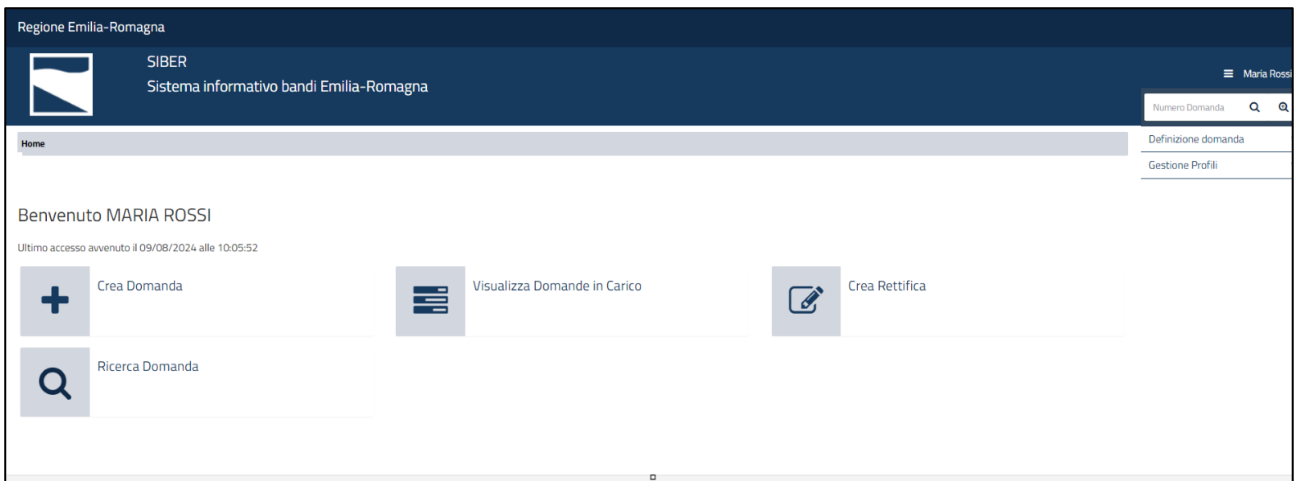 Regione Emilia-Romagna
SIBER
Sistema informativo bandi Emilia-Romagna
Maria Rossi
Numero Domanda
Definizione domanda
Gestione Profili
Home
Benvenuto MARIA ROSSI
Ultimo accesso avvenuto il 09/08/2024 alle 10:05:52
Crea Domanda
Visualizza Domande in Carico
Crea Rettifica
Ricerca Domanda